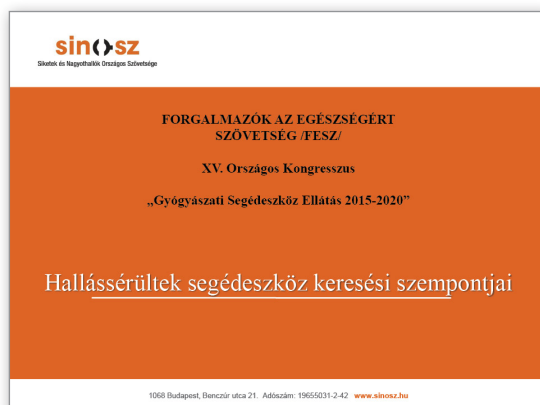 sinosz
Siketek és Nagyothallók Országos Szövetsége
FORGALMAZÓK AZ EGÉSZSÉGÉRT
SZÖVETSÉG /FESZ/
XV. Országos Kongresszus
„Gyógyászati Segédeszköz Ellátás 2015-2020”
Hallássérültek segédeszköz keresési szempontjai
1068 Budapest, Benczúr utca 21. Adószám: 19655031-2-42 www.sinosz.hu